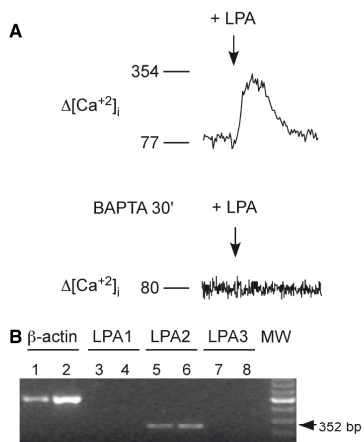 A
+ LPA
354
Δ[Ca+2]i
77
BAPTA 30' + LPA
Δ[Ca+2]i 80
B
β-actin LPA1 LPA2 LPA3 MW
1 2 3 4 5 6 7 8
352 bp